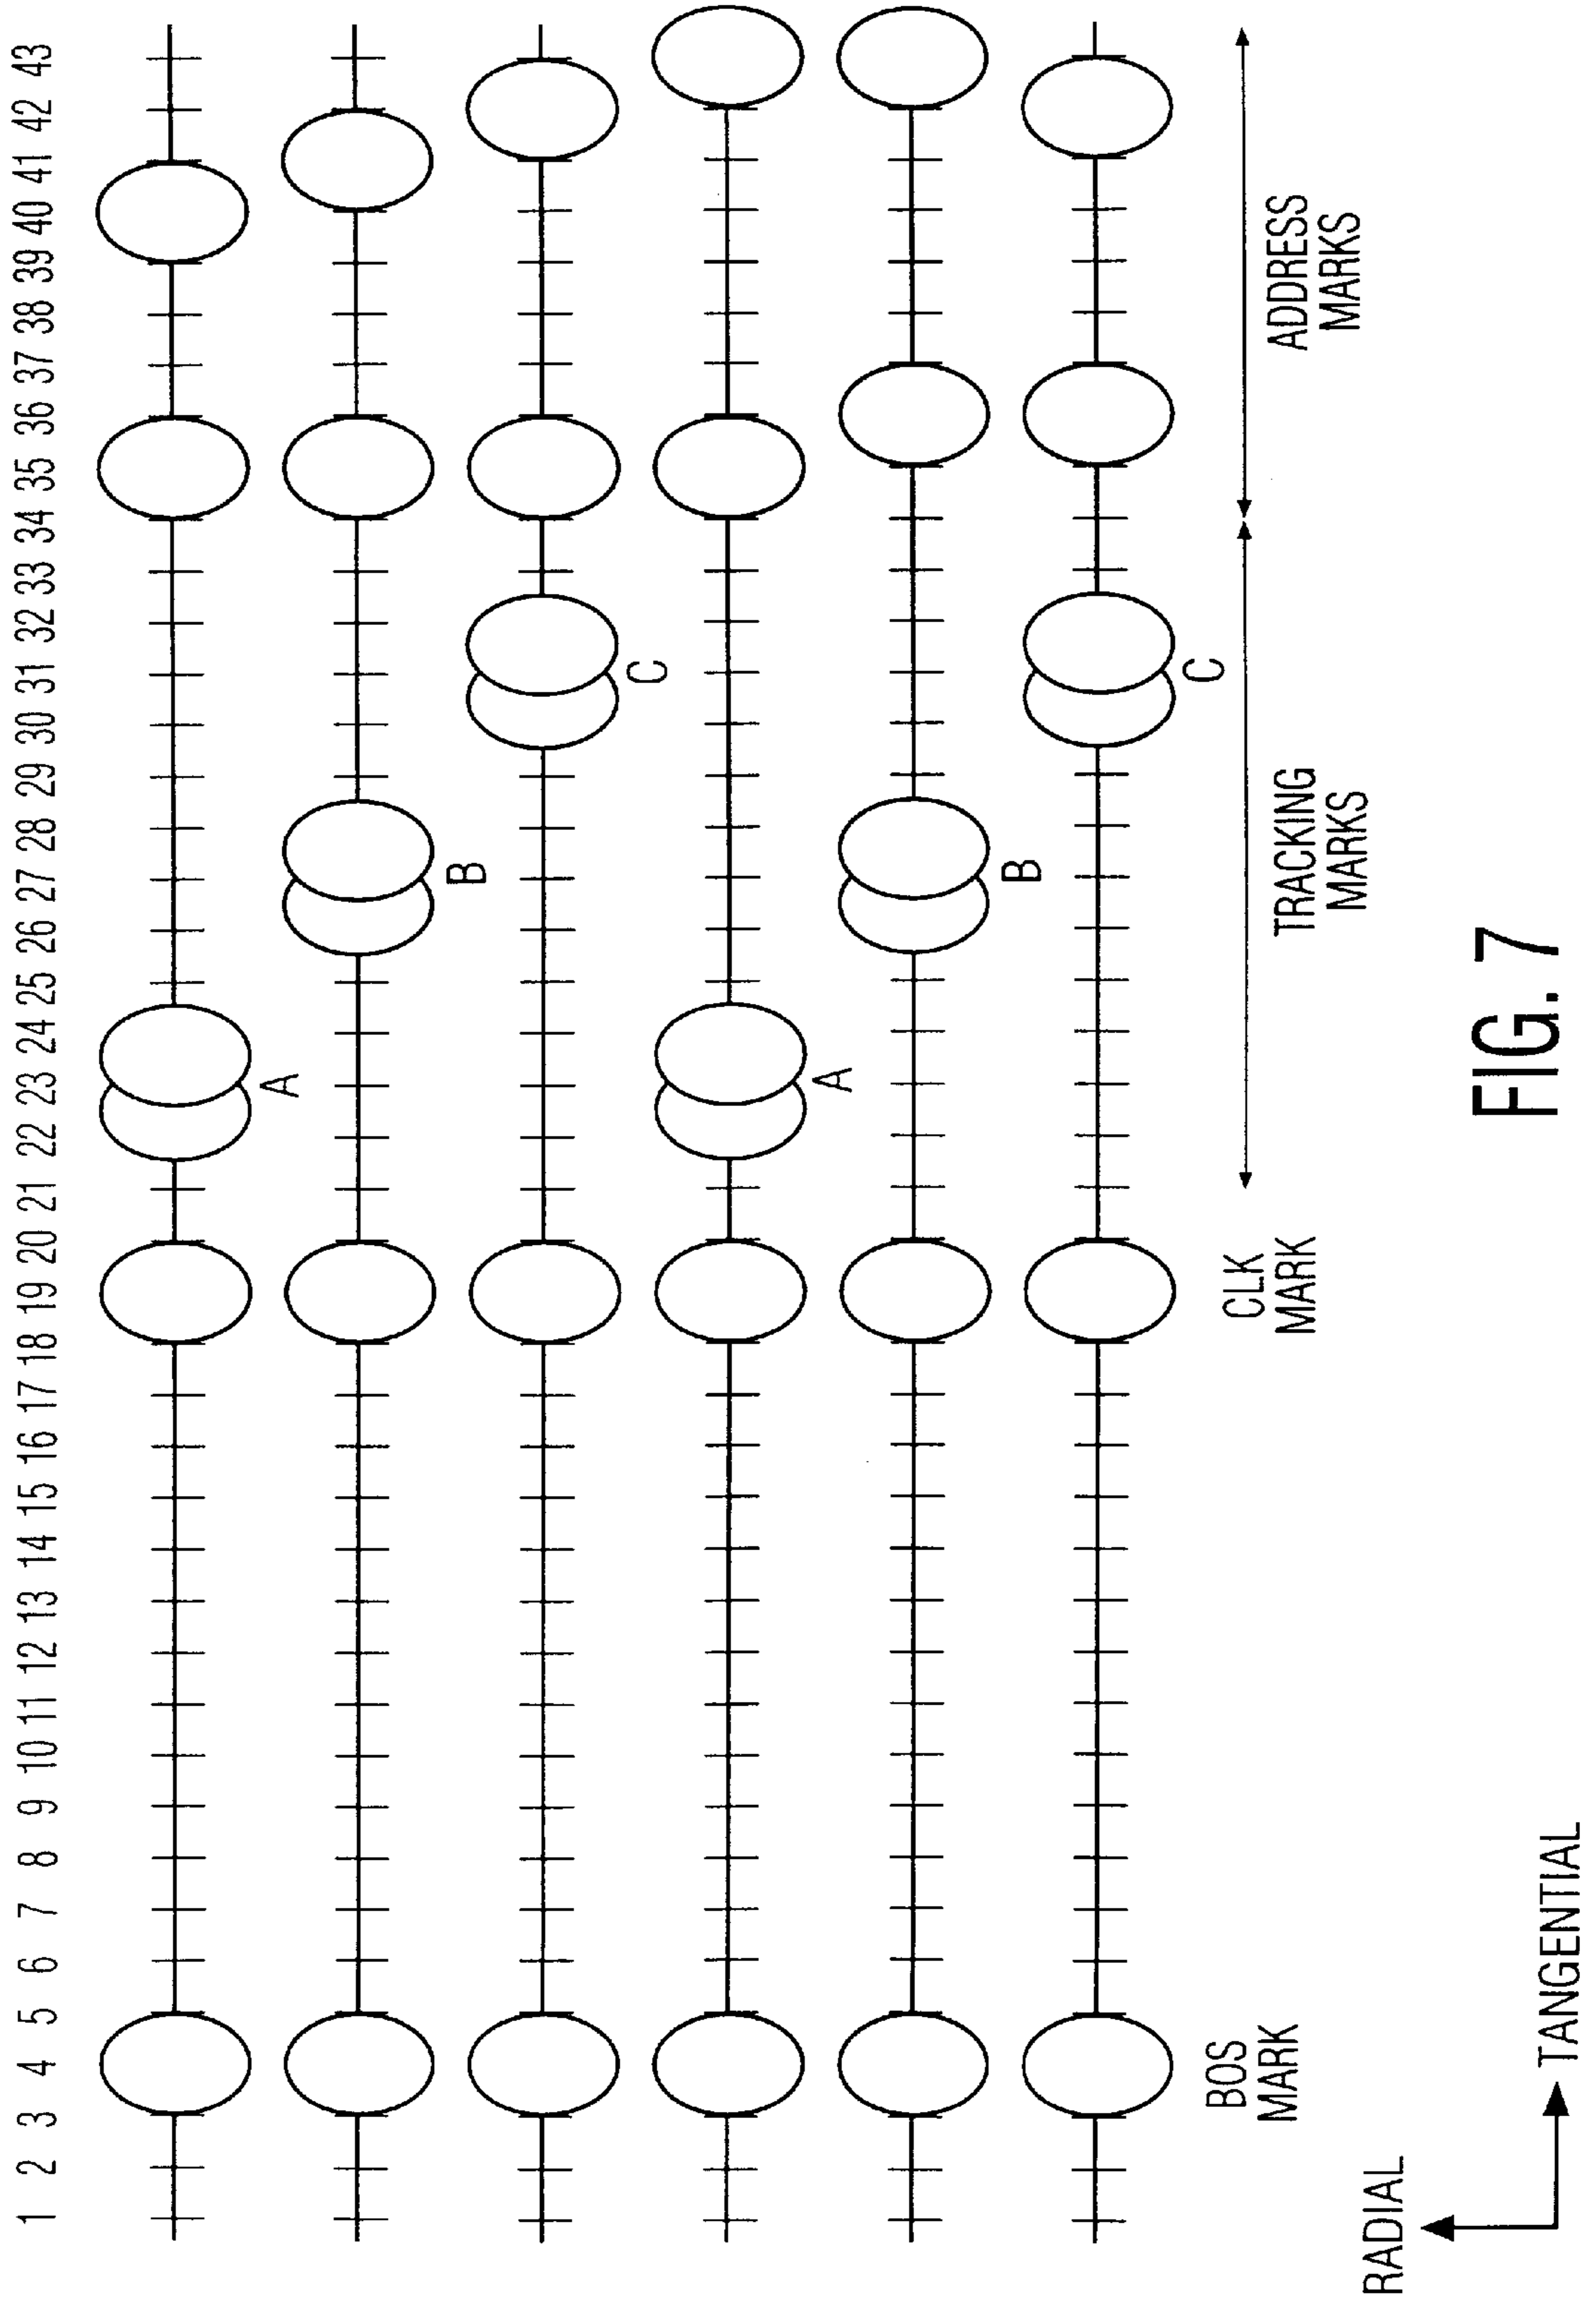 1 2 3 4 5 6 7 8 9 10 11 12 13 14 15 16 17 18 19 20 21 22 23 24 25 26 27 28 29 30 31 32 33 34 35 36 37 38 39 40 41 42 43
A
B
C
A
B
C
BOS
MARK
CLK
MARK
TRACKING
MARKS
ADDRESS
MARKS
RADIAL
TANGENTIAL
FIG. 7